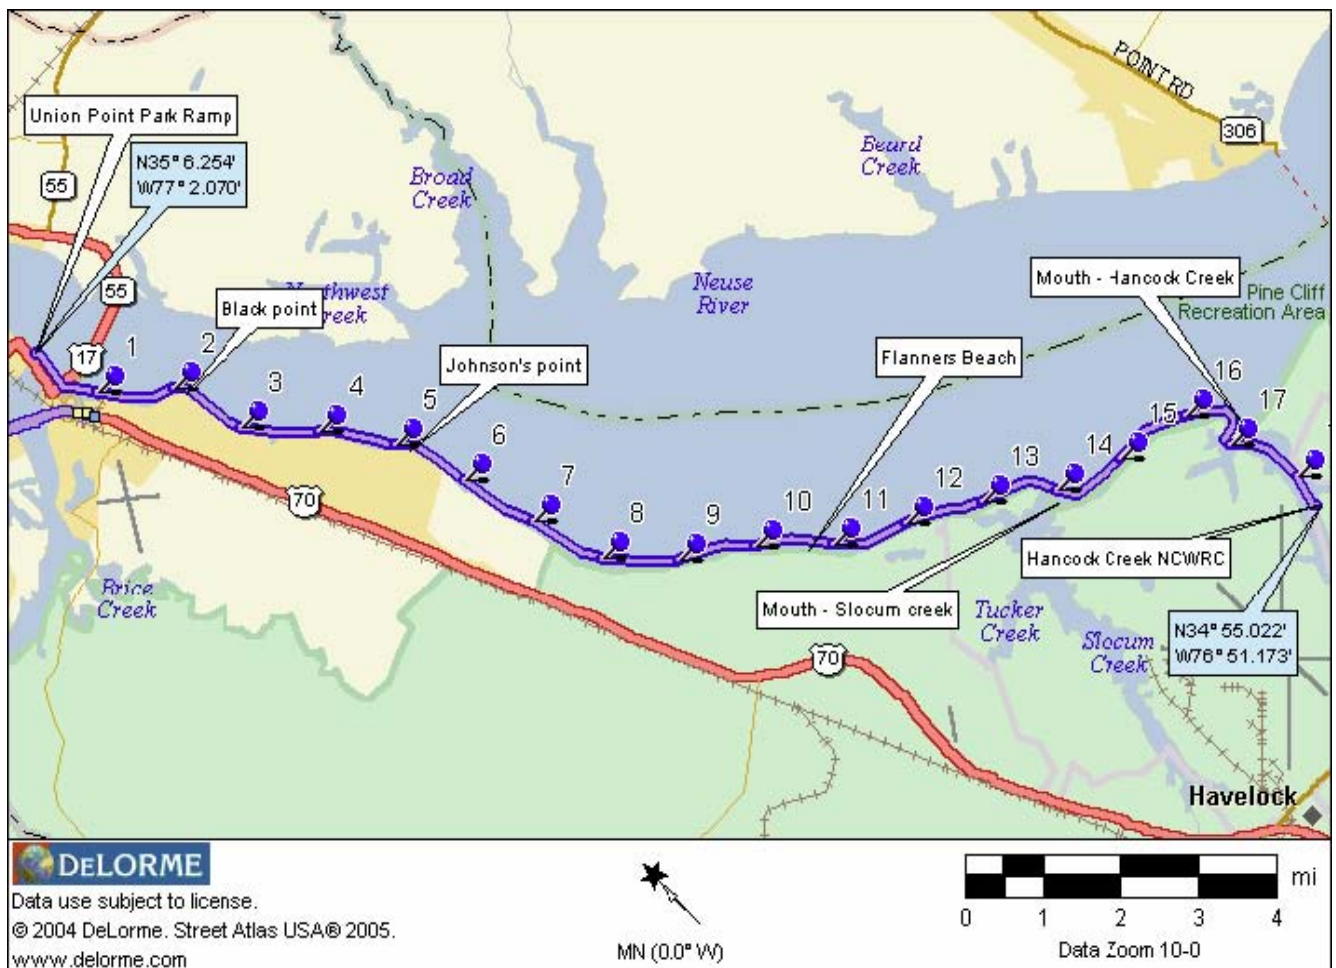 POINT RD
306
Union Point Park Ramp
N35° 6.254'
W77° 2.070'
55
Broad
Creek
Beard
Creek
55
Neuse
River
Black point
Mouth - Hancock Creek
Pine Cliff
Recreation Area
17
1
2
Johnson's point
Flanners Beach
3
4
5
6
7
8
9
10
11
12
13
14
15
16
17
70
Brice
Creek
Hancock Creek NCWRC
Mouth - Slocum creek
Tucker
Creek
Slocum
Creek
N34° 55.022'
W76° 51.173'
70
Havelock
DELORME
Data use subject to license.
© 2004 DeLorme. Street Atlas USA® 2005.
www.delorme.com
MN (0.0° W)
mi
0 1 2 3 4
Data Zoom 10-0